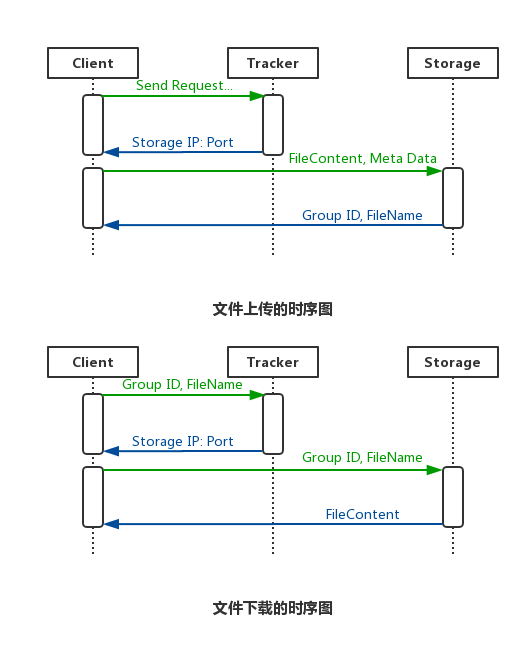 Client Tracker Storage
Send Request...
Storage IP: Port
FileContent, Meta Data
Group ID, FileName
文件上传的时序图
Client Tracker Storage
Group ID, FileName
Storage IP: Port
Group ID, FileName
FileContent
文件下载的时序图